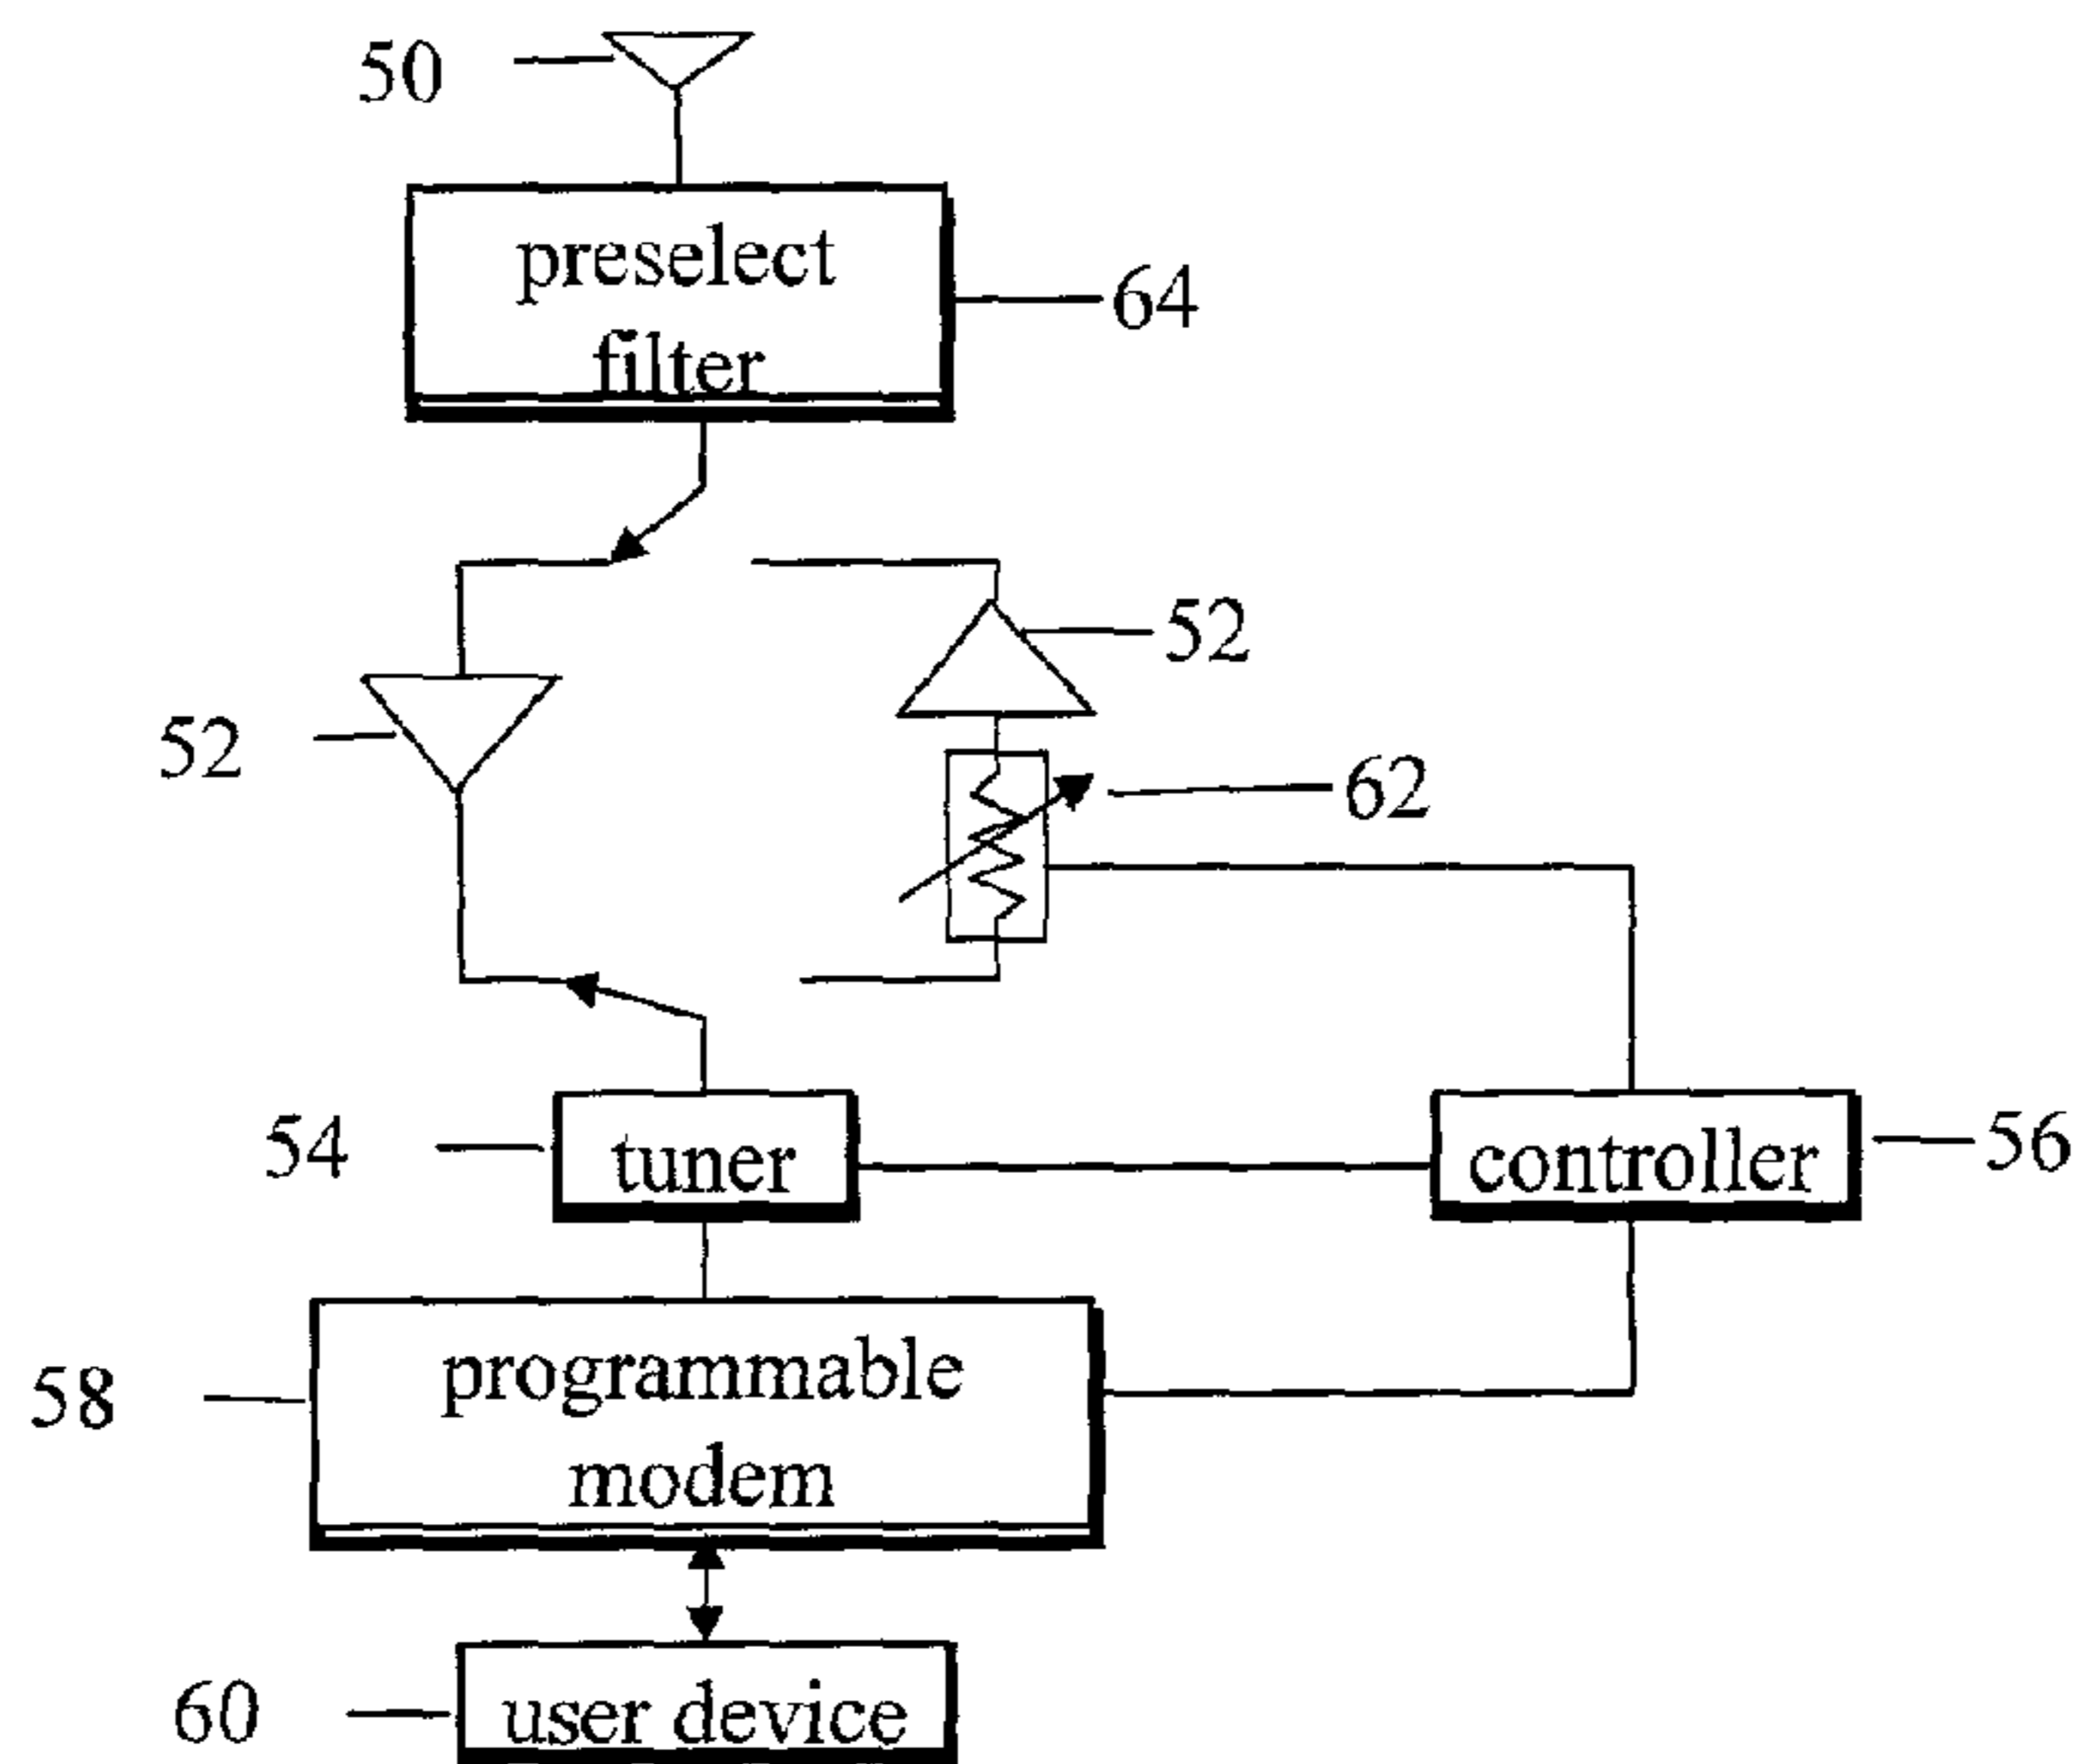 50
preselect
filter
64
52
52
62
54
tuner
controller
56
58
programmable
modem
60
user device